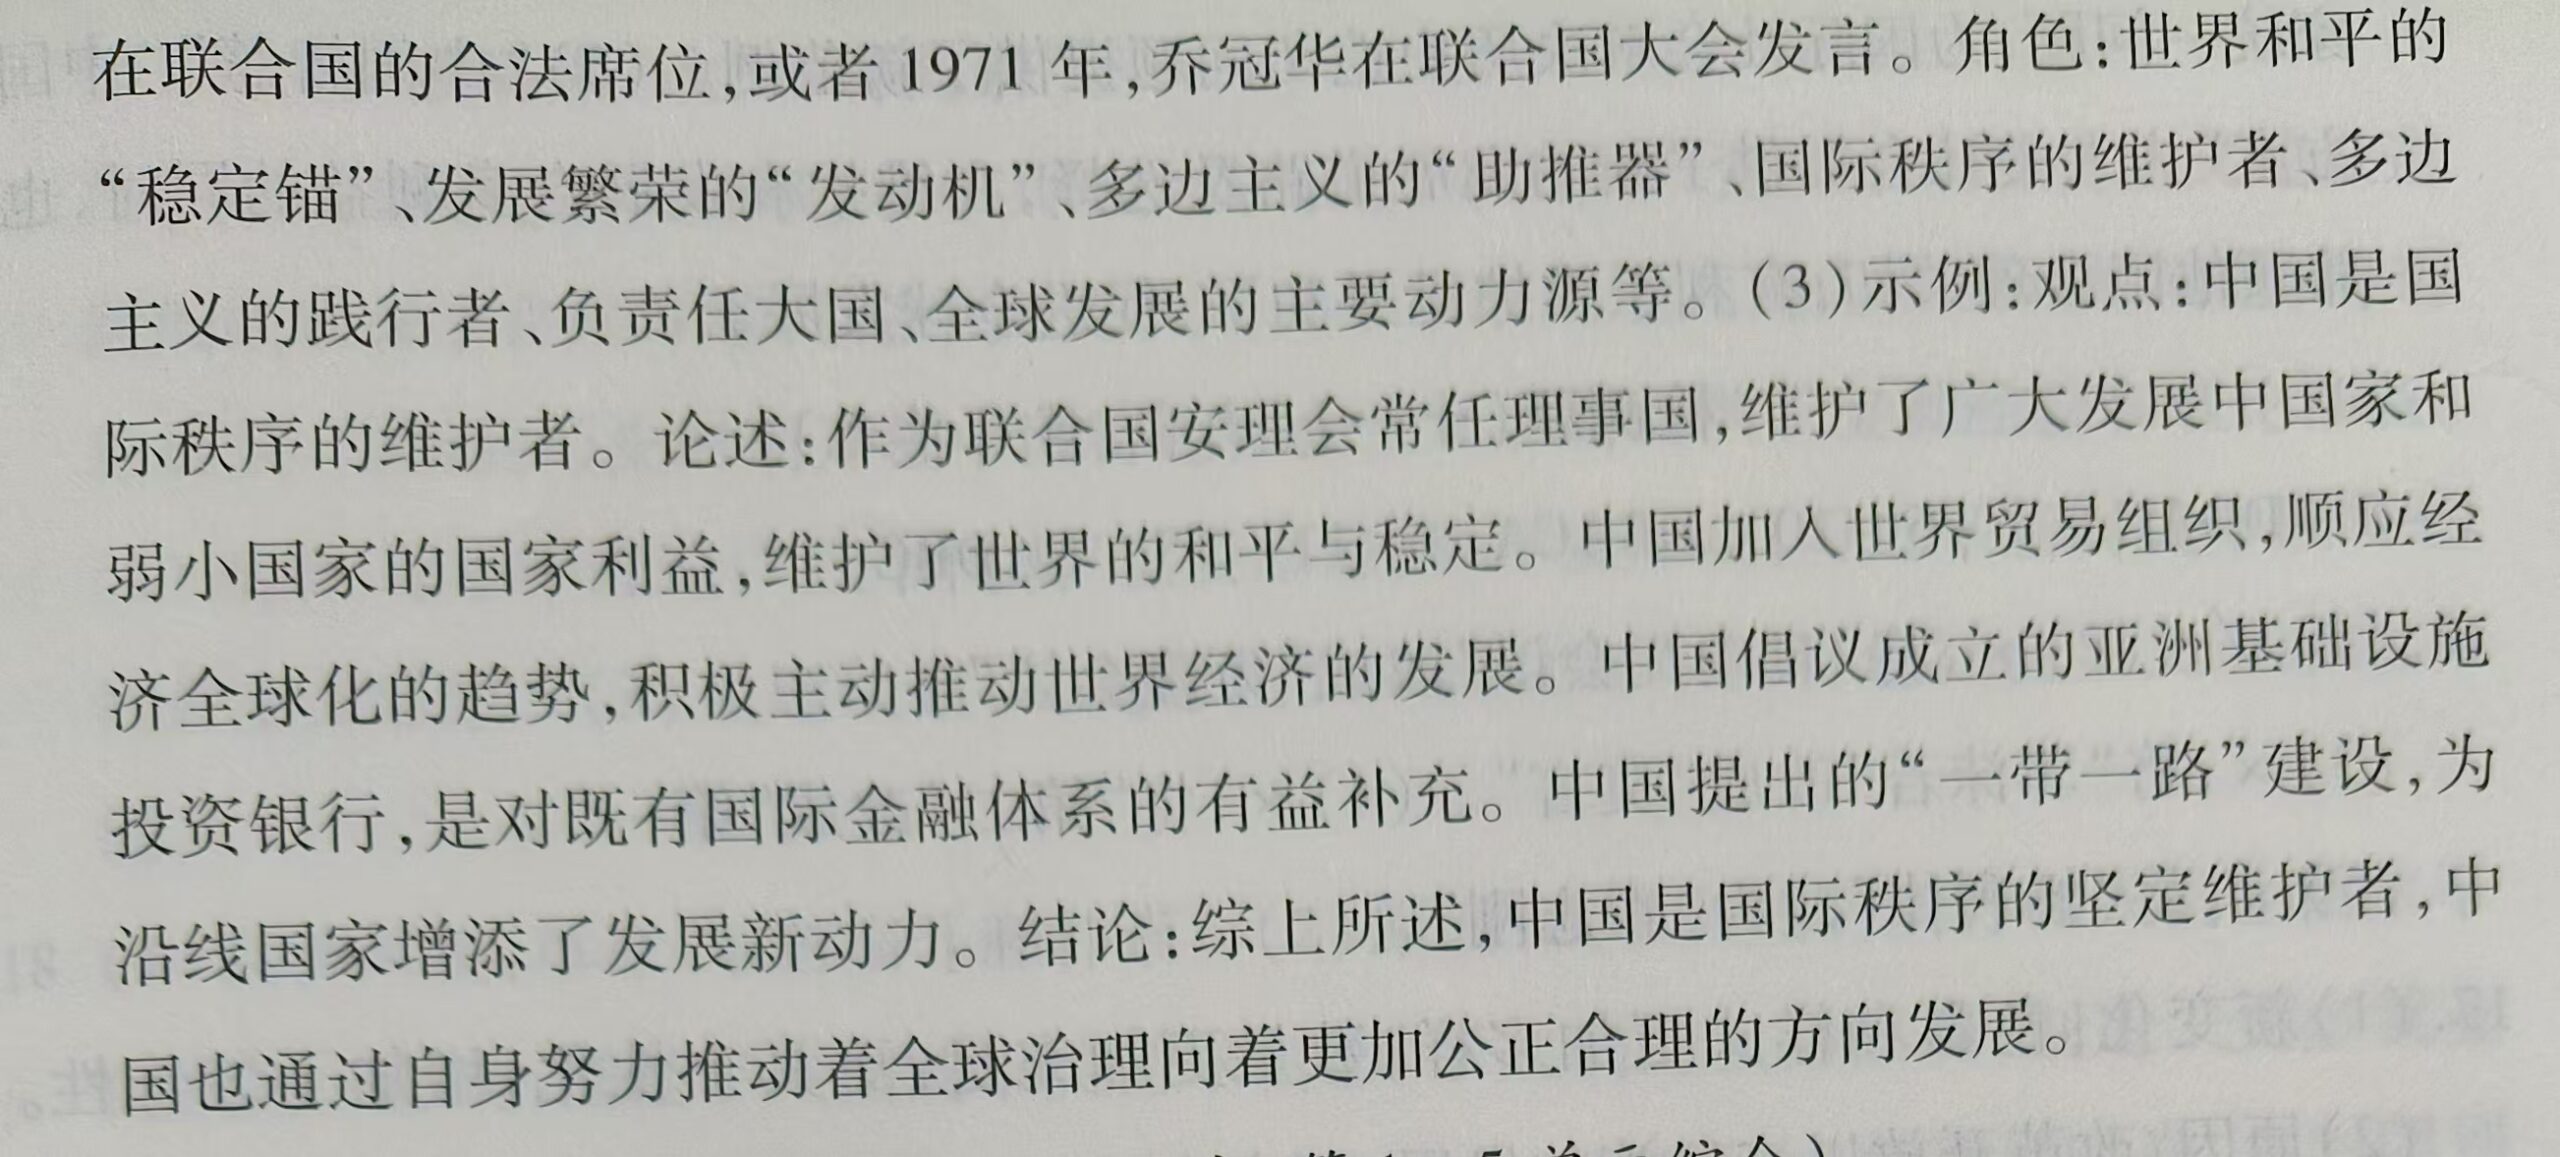 在联合国的合法席位,或者 1971 年,乔冠华在联合国大会发言。角色:世界和平的
“稳定锚”、发展繁荣的“发动机”、多边主义的“助推器”、国际秩序的维护者、多边
主义的践行者、负责任大国、全球发展的主要动力源等。(3)示例:观点:中国是国
际秩序的维护者。论述:作为联合国安理会常任理事国,维护了广大发展中国家和
弱小国家的国家利益,维护了世界的和平与稳定。中国加入世界贸易组织,顺应经
济全球化的趋势,积极主动推动世界经济的发展。中国倡议成立的亚洲基础设施
投资银行,是对既有国际金融体系的有益补充。中国提出的“一带一路”建设,为
沿线国家增添了发展新动力。结论:综上所述,中国是国际秩序的坚定维护者,中
国也通过自身努力推动着全球治理向着更加公正合理的方向发展。